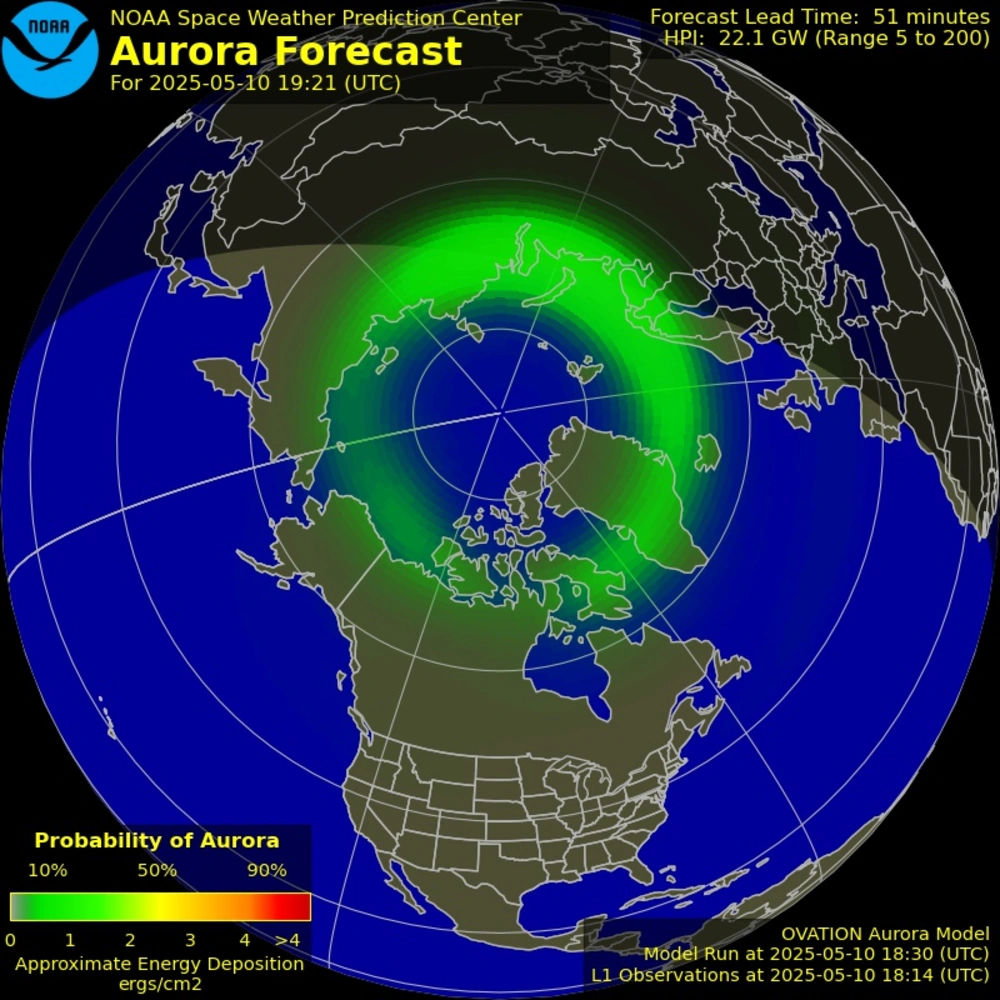 NOAA
NOAA Space Weather Prediction Center
Aurora Forecast
For 2025-05-10 19:21 (UTC)
Forecast Lead Time: 51 minutes
HPI: 22.1 GW (Range 5 to 200)
Probability of Aurora
10% 50% 90%
0 1 2 3 4 >4
Approximate Energy Deposition
ergs/cm2
OVATION Aurora Model
Model Run at 2025-05-10 18:30 (UTC)
L1 Observations at 2025-05-10 18:14 (UTC)